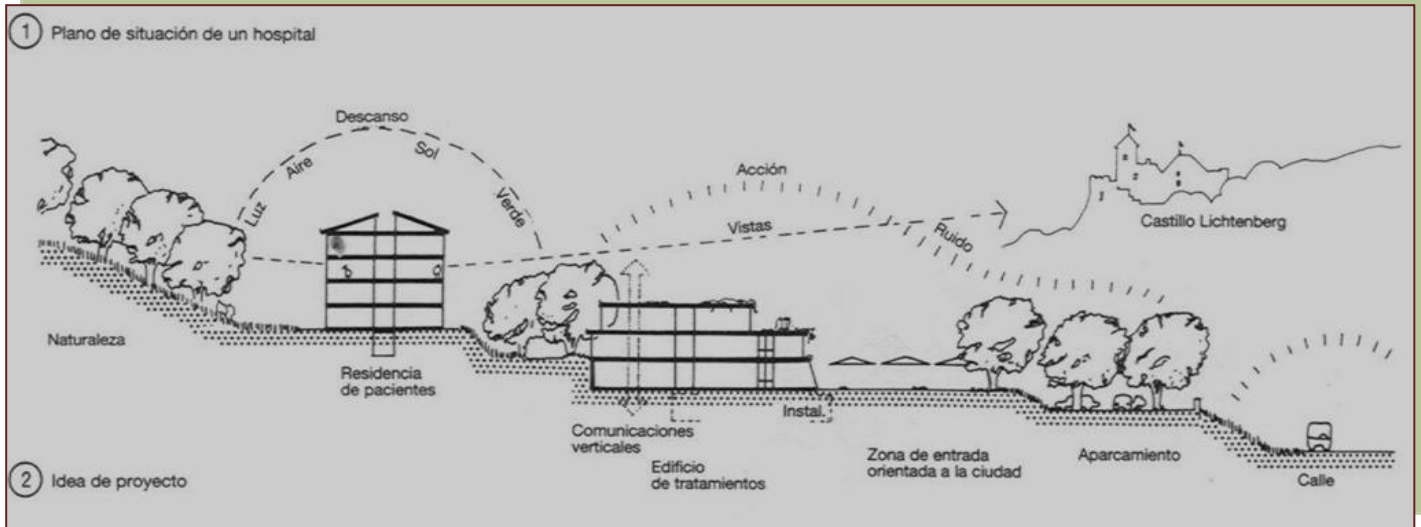 1 Plano de situación de un hospital
Descanso
Luz
Aire
Sol
Verde
Acción
Vistas
Ruido
Castillo Lichtenberg
Naturaleza
Residencia
de pacientes
Comunicaciones
verticales
Instal.
Edificio
de tratamientos
Zona de entrada
orientada a la ciudad
Aparcamiento
Calle
2 Idea de proyecto